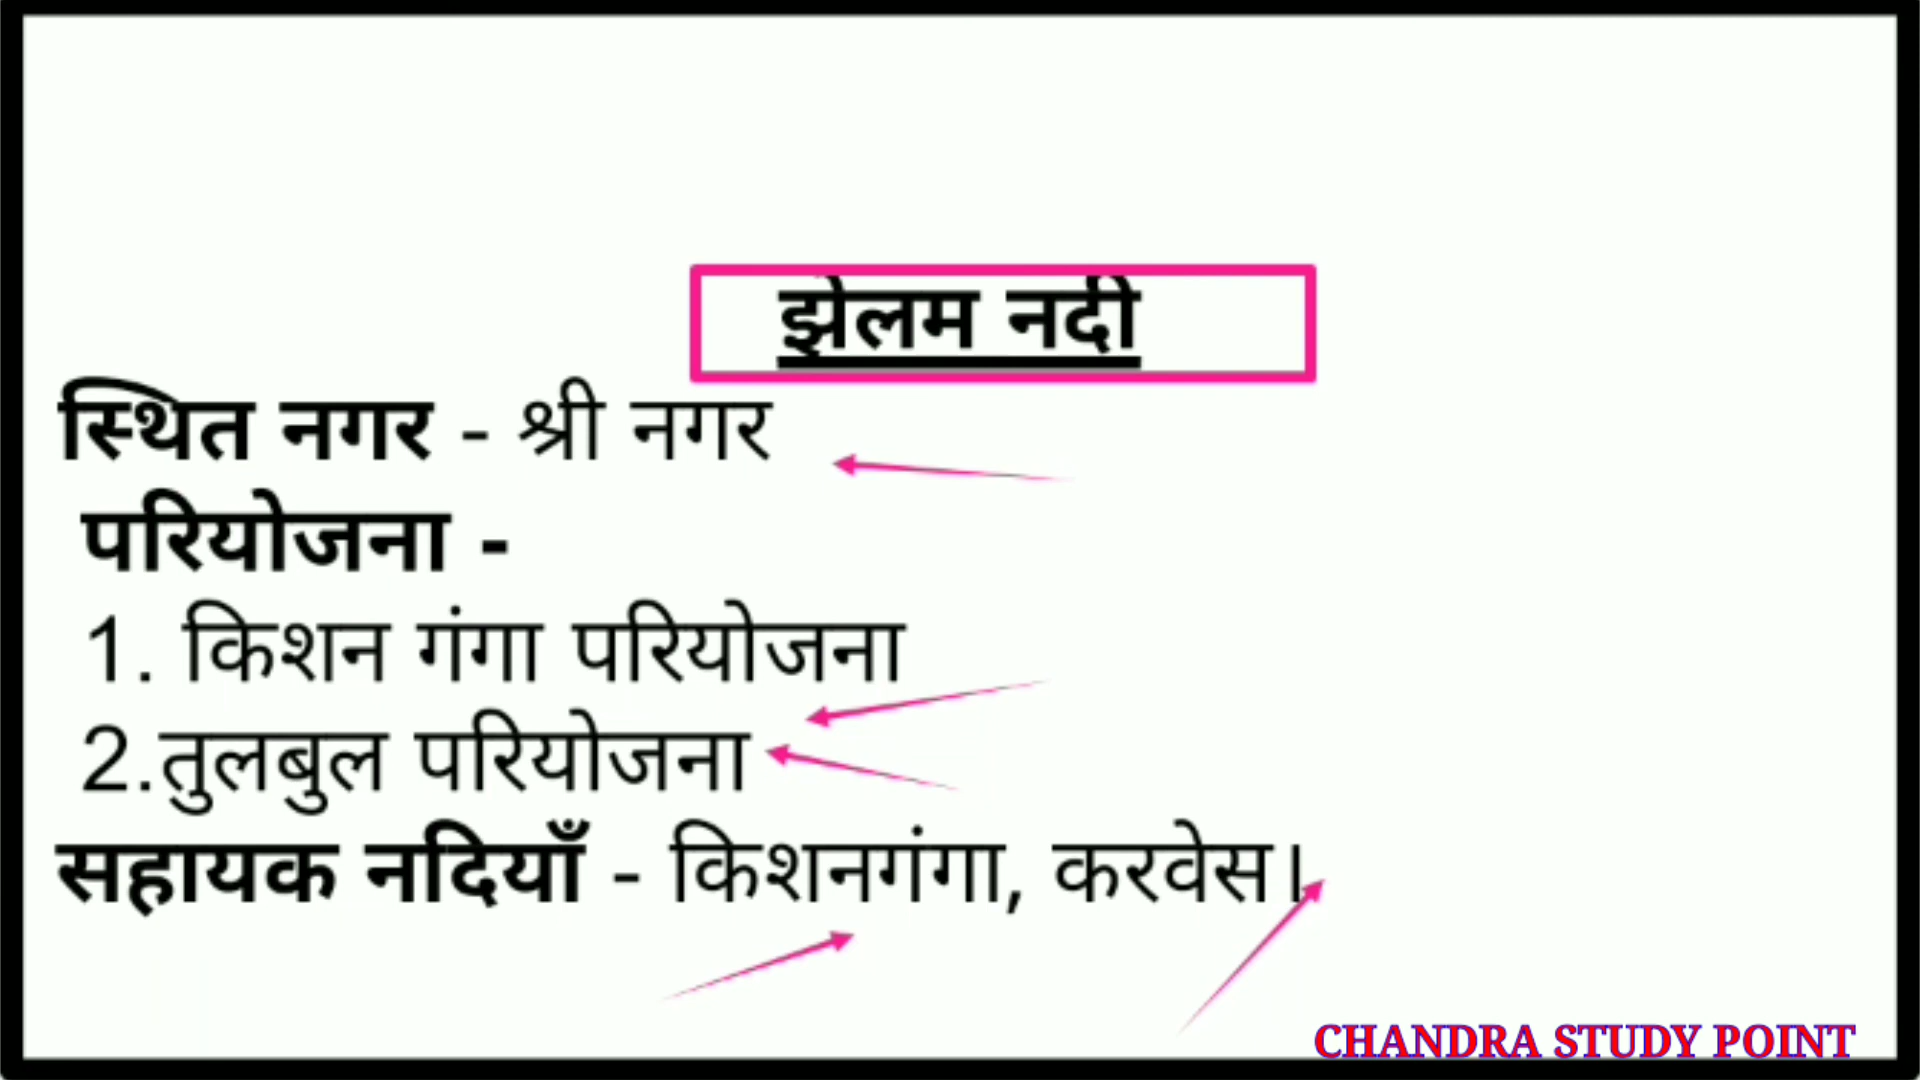 झेलम नदी
स्थित नगर - श्री नगर
परियोजना -
1. किशन गंगा परियोजना
2.तुलबुल परियोजना
सहायक नदियाँ - किशनगंगा, करवेस।
CHANDRA STUDY POINT